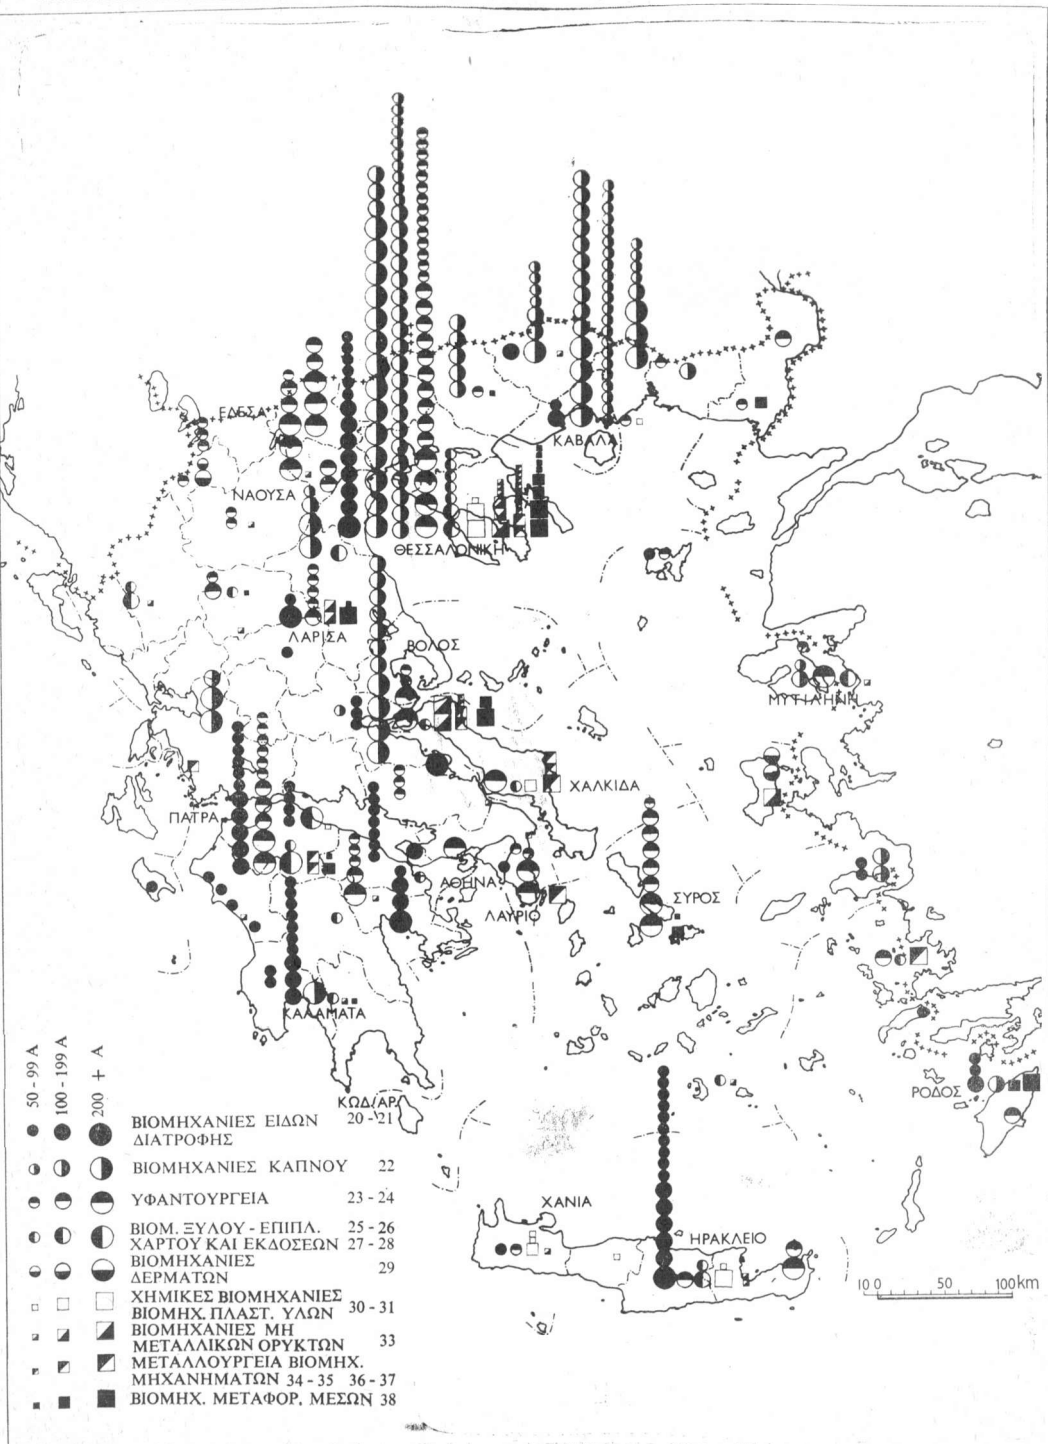 ΕΔΕΣΑ
ΚΑΒΑΛΑ
ΝΑΟΥΣΑ
ΘΕΣΣΑΛΟΝΙΚΗ
ΛΑΡΙΣΑ
ΒΟΛΟΣ
ΜΥΤΙΛΗΝΗ
ΧΑΛΚΙΔΑ
ΠΑΤΡΑ
ΑΘΗΝΑ
ΛΑΥΡΙΟ
ΣΥΡΟΣ
ΚΑΛΑΜΑΤΑ
ΡΟΔΟΣ
ΧΑΝΙΑ
ΗΡΑΚΛΕΙΟ
10 0 50 100km
50 - 99 Α
100 - 199 Α
200 + Α
ΚΩΔ/ΑΡ.
ΒΙΟΜΗΧΑΝΙΕΣ ΕΙΔΩΝ 20 - 21
ΔΙΑΤΡΟΦΗΣ
ΒΙΟΜΗΧΑΝΙΕΣ ΚΑΠΝΟΥ 22
ΥΦΑΝΤΟΥΡΓΕΙΑ 23 - 24
ΒΙΟΜ. ΞΥΛΟΥ - ΕΠΙΠΛ. 25 - 26
ΧΑΡΤΟΥ ΚΑΙ ΕΚΔΟΣΕΩΝ 27 - 28
ΒΙΟΜΗΧΑΝΙΕΣ
ΔΕΡΜΑΤΩΝ 29
ΧΗΜΙΚΕΣ ΒΙΟΜΗΧΑΝΙΕΣ
ΒΙΟΜΗΧ. ΠΛΑΣΤ. ΥΛΩΝ 30 - 31
ΒΙΟΜΗΧΑΝΙΕΣ ΜΗ
ΜΕΤΑΛΛΙΚΩΝ ΟΡΥΚΤΩΝ 33
ΜΕΤΑΛΛΟΥΡΓΕΙΑ ΒΙΟΜΗΧ.
ΜΗΧΑΝΗΜΑΤΩΝ 34 - 35 36 - 37
ΒΙΟΜΗΧ. ΜΕΤΑΦΟΡ. ΜΕΣΩΝ 38